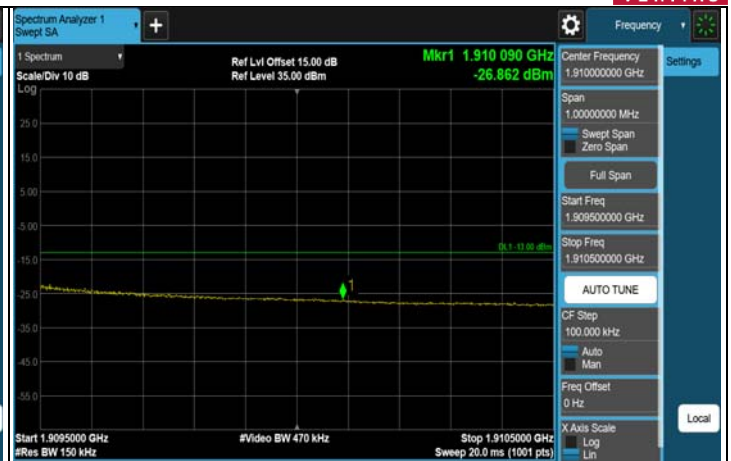 Spectrum Analyzer 1
Swept SA
+
Frequency
1 Spectrum
Scale/Div 10 dB
Log
Ref Lvl Offset 15.00 dB
Ref Level 35.00 dBm
Mkr1 1.910 090 GHz
-26.862 dBm
25.0
15.0
5.00
-5.00
-15.0
-25.0
-35.0
-45.0
-55.0
DL1 -13.00 dBm
1
Start 1.9095000 GHz
#Res BW 150 kHz
#Video BW 470 kHz
Stop 1.9105000 GHz
Sweep 20.0 ms (1001 pts)
Center Frequency
1.910000000 GHz
Settings
Span
1.00000000 MHz
Swept Span
Zero Span
Full Span
Start Freq
1.909500000 GHz
Stop Freq
1.910500000 GHz
AUTO TUNE
CF Step
100.000 kHz
Auto
Man
Freq Offset
0 Hz
X Axis Scale
Log
Lin
Local